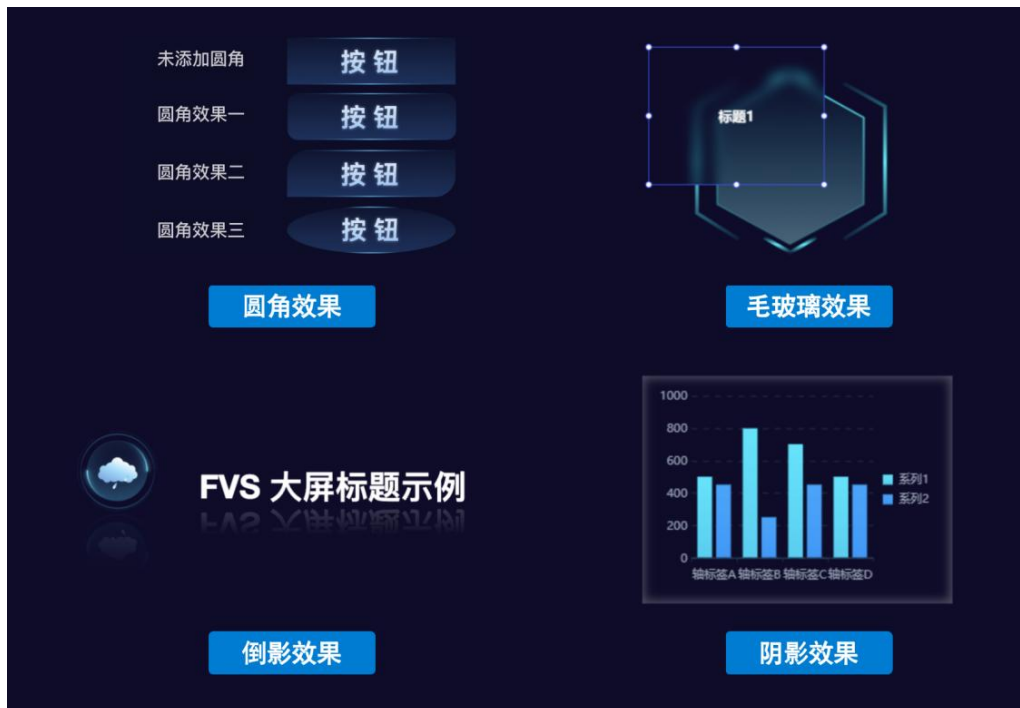 未添加圆角
按 钮
圆角效果一
按 钮
圆角效果二
按 钮
圆角效果三
按 钮
圆角效果
标题1
毛玻璃效果
FVS 大屏标题示例
倒影效果
1000
800
600
400
200
0
轴标签A 轴标签B 轴标签C 轴标签D
系列1
系列2
阴影效果